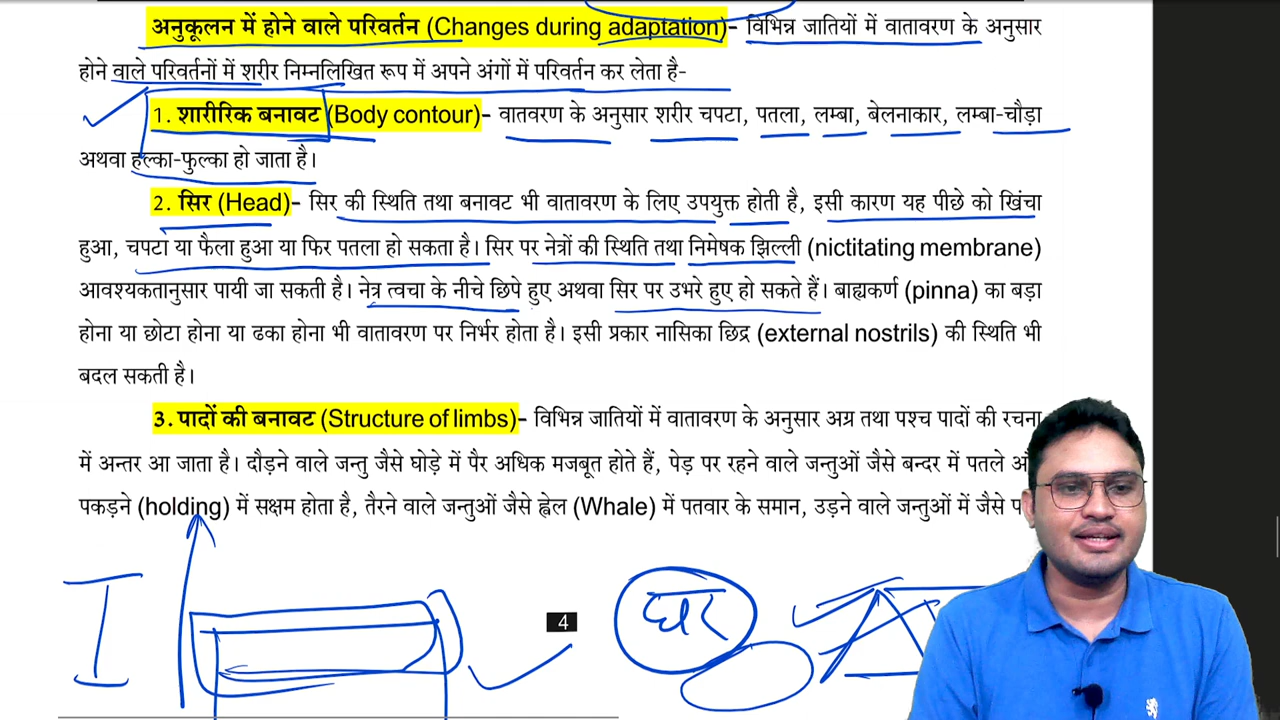 अनुकूलन में होने वाले परिवर्तन (Changes during adaptation)- विभिन्न जातियों में वातावरण के अनुसार
होने वाले परिवर्तनों में शरीर निम्नलिखित रूप में अपने अंगों में परिवर्तन कर लेता है-
1. शारीरिक बनावट (Body contour)- वातवरण के अनुसार शरीर चपटा, पतला, लम्बा, बेलनाकार, लम्बा-चौड़ा
अथवा हल्का-फुल्का हो जाता है।
2. सिर (Head)- सिर की स्थिति तथा बनावट भी वातावरण के लिए उपयुक्त होती है, इसी कारण यह पीछे को खिंचा
हुआ, चपटा या फैला हुआ या फिर पतला हो सकता है। सिर पर नेत्रों की स्थिति तथा निमेषक झिल्ली (nictitating membrane)
आवश्यकतानुसार पायी जा सकती है। नेत्र त्वचा के नीचे छिपे हुए अथवा सिर पर उभरे हुए हो सकते हैं। बाह्यकर्ण (pinna) का बड़ा
होना या छोटा होना या ढका होना भी वातावरण पर निर्भर होता है। इसी प्रकार नासिका छिद्र (external nostrils) की स्थिति भी
बदल सकती है।
3. पादों की बनावट (Structure of limbs)- विभिन्न जातियों में वातावरण के अनुसार अग्र तथा पश्च पादों की रचना
में अन्तर आ जाता है। दौड़ने वाले जन्तु जैसे घोड़े में पैर अधिक मजबूत होते हैं, पेड़ पर रहने वाले जन्तुओं जैसे बन्दर में पतले
पकड़ने (holding) में सक्षम होता है, तैरने वाले जन्तुओं जैसे ह्वेल (Whale) में पतवार के समान, उड़ने वाले जन्तुओं में जैसे
I
घर
4